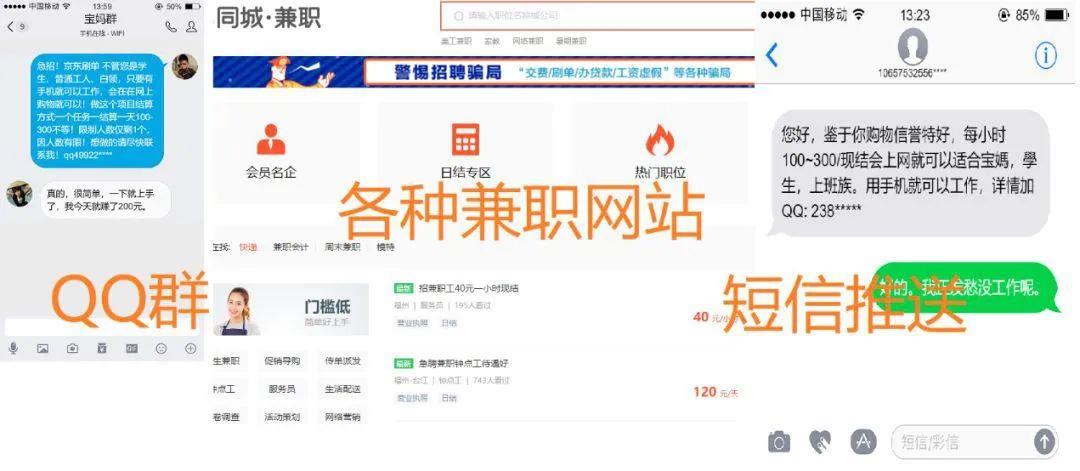 中国移动 13:59 50%
9 宝妈群
手机在线 - WiFi
急招！京东刷单 不管您是学
生，普通工人，白领，只要有
手机就可以工作，会在在网上
购物就可以！做这个项目结算
方式一个任务一结算一天100-
300不等！限制人数仅剩1个，
因人数有限！想做的请尽快联
系我！qq49922****
真的，很简单，一下就上手
了，我今天就赚了200元。
QQ群
同城·兼职
请输入职位名称或公司
美工兼职 家教 网络兼职 暑期兼职
警惕招聘骗局 “交费/刷单/办贷款/工资虚假”等各种骗局
会员名企 日结专区 热门职位
各种兼职网站
在找: 快递 兼职会计 周末兼职 模特
门槛低
简单好上手
生兼职 促销导购 传单派发
钟点工 服务员 生活配送
卷调查 活动策划 网络营销
最新 招兼职工40元一小时现结
福州 | 服务员 | 195人看过
营业执照 日结
40 元/小
最新 急聘兼职钟点工待遇好
福州·台江 | 钟点工 | 743人看过
营业执照 日结
120 元/天
中国移动 13:23 85%
10657532556****
您好，鉴于你购物信誉特好，每小时
100~300/现结会上网就可以适合宝媽，學
生，上班族。用手机就可以工作，详情加
QQ: 238*****
好的。我正发愁没工作呢。
短信推送
短信/彩信